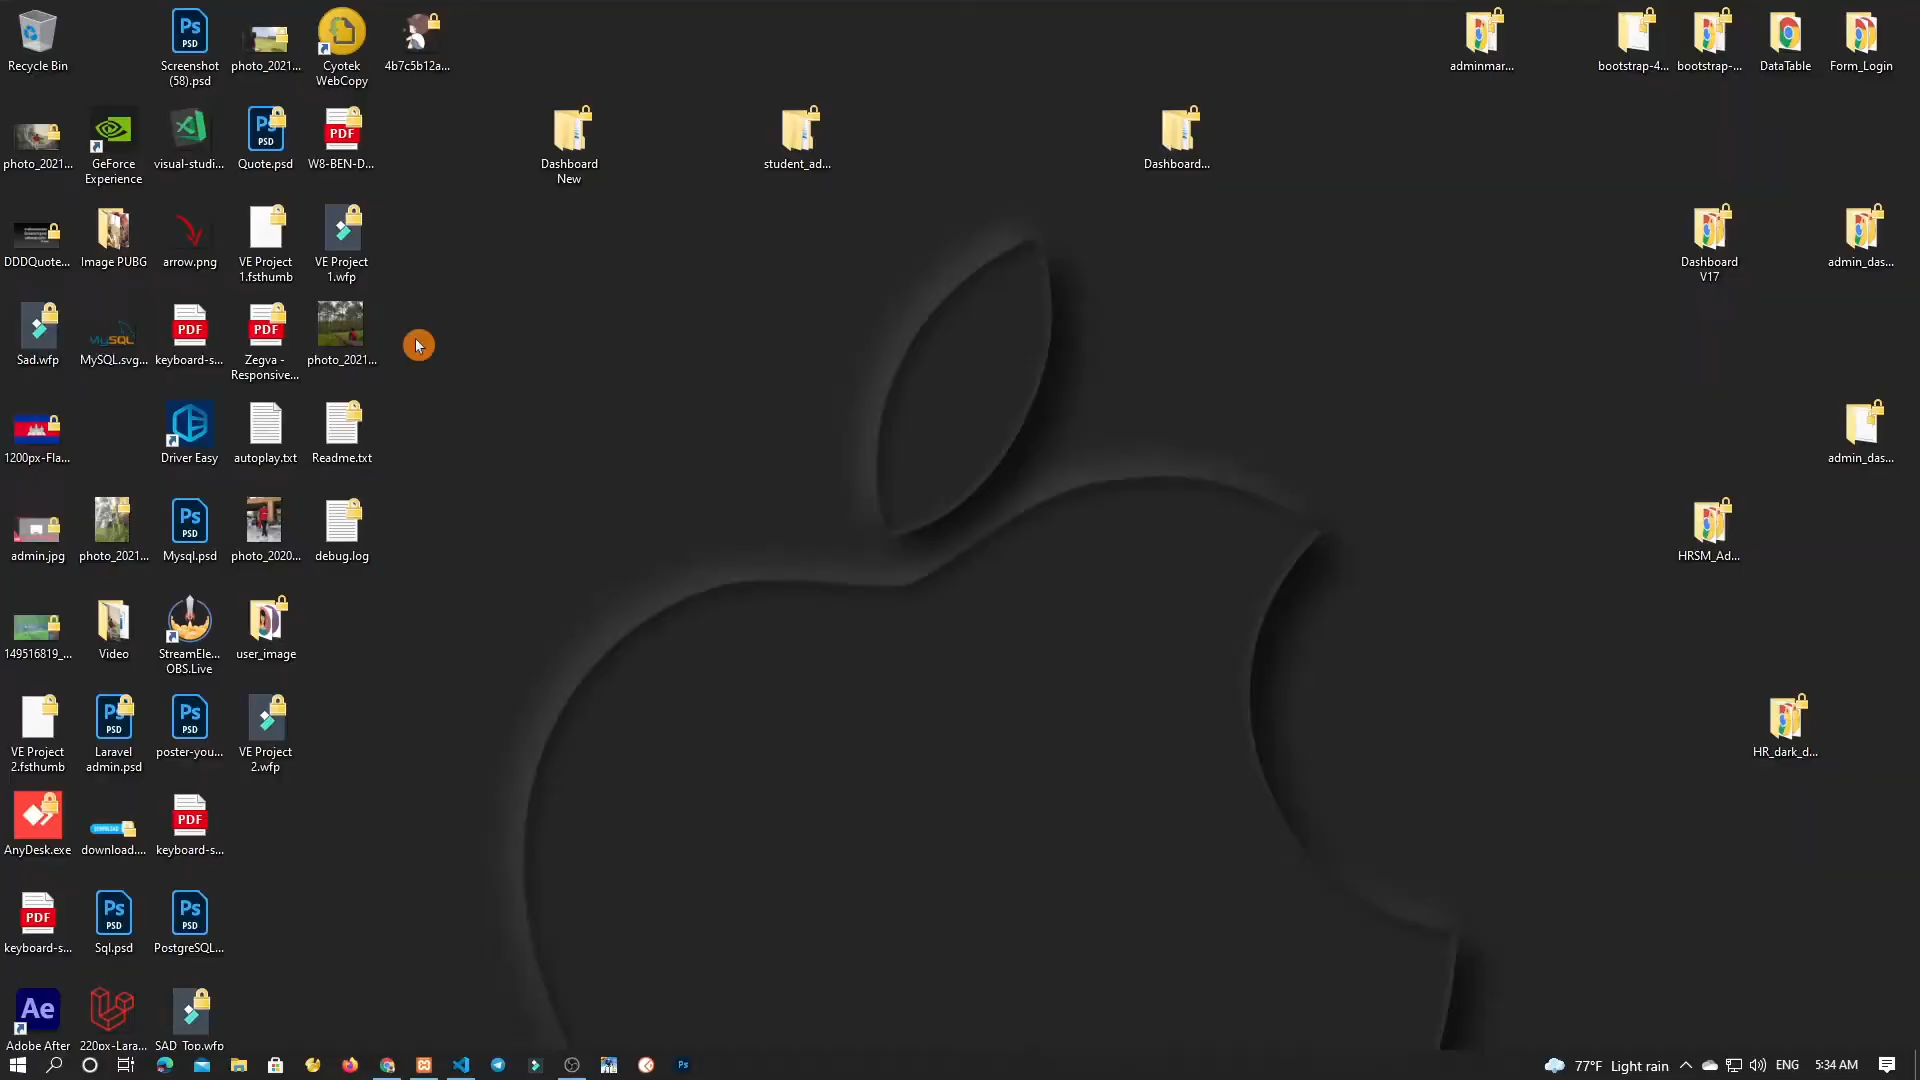 Recycle Bin
Screenshot
(58).psd
photo_2021...
Cyotek
WebCopy
4b7c5b12a...
adminmar...
bootstrap-4...
bootstrap-...
DataTable
Form_Login
photo_2021...
GeForce
Experience
visual-studi...
Quote.psd
W8-BEN-D...
Dashboard
New
student_ad...
Dashboard...
DDDQuote...
Image PUBG
arrow.png
VE Project
1.fsthumb
VE Project
1.wfp
Dashboard
V17
admin_das...
Sad.wfp
MySQL.svg...
keyboard-s...
Zegva -
Responsive...
photo_2021...
1200px-Fla...
Driver Easy
autoplay.txt
Readme.txt
admin_das...
admin.jpg
photo_2021...
Mysql.psd
photo_2020...
debug.log
HRSM_Ad...
149516819_...
Video
StreamEle...
OBS.Live
user_image
VE Project
2.fsthumb
Laravel
admin.psd
poster-you...
VE Project
2.wfp
HR_dark_d...
AnyDesk.exe
download....
keyboard-s...
keyboard-s...
Sql.psd
PostgreSQL...
Adobe After
220px-Lara...
SAD_Top.wfp
77°F Light rain
ENG
5:34 AM